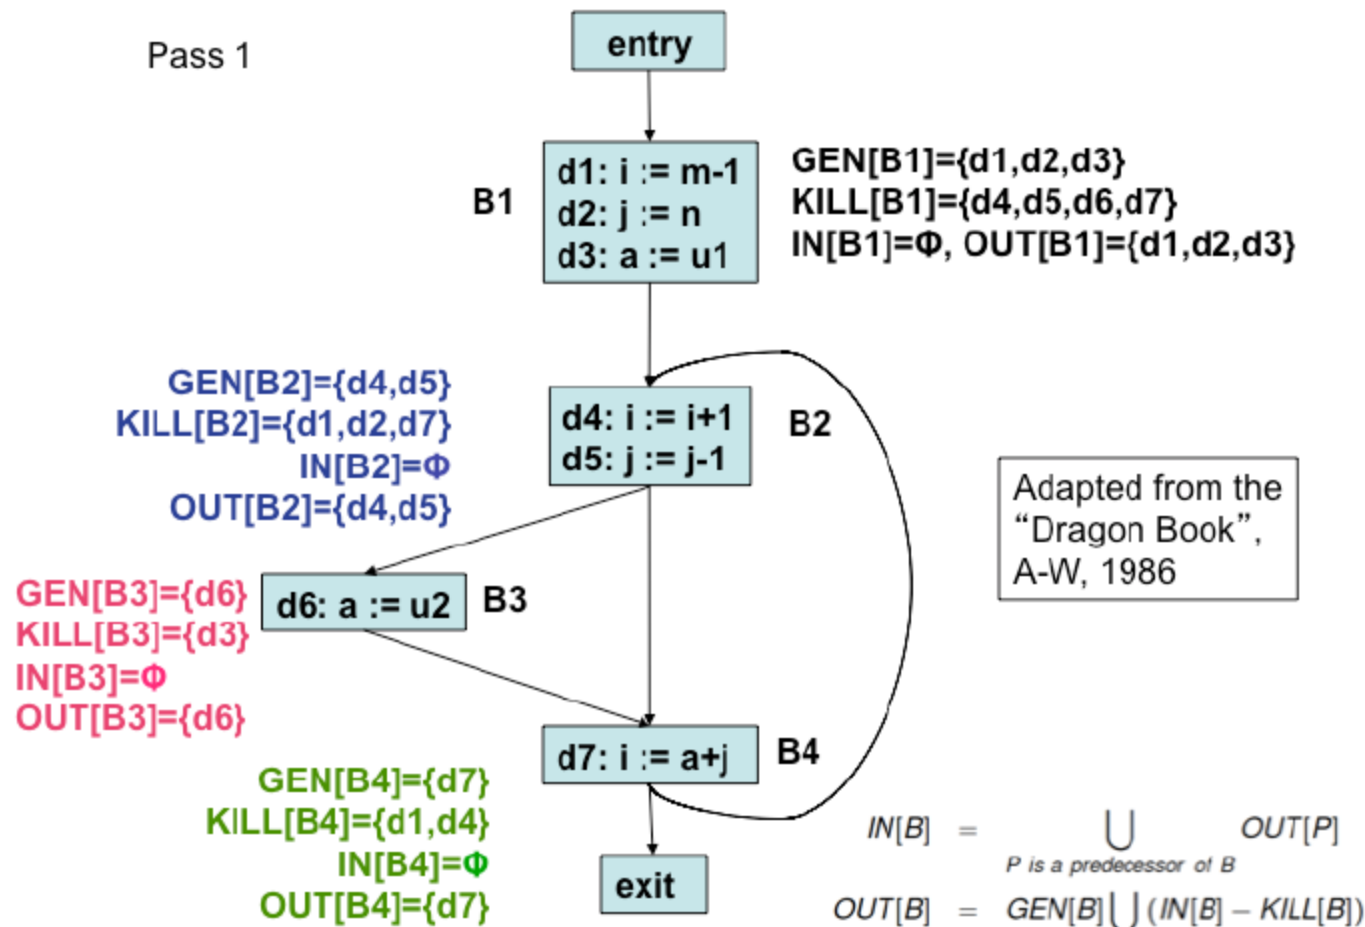 Pass 1
entry
B1
d1: i := m-1
d2: j := n
d3: a := u1
GEN[B1]={d1,d2,d3}
KILL[B1]={d4,d5,d6,d7}
IN[B1]=Φ, OUT[B1]={d1,d2,d3}
GEN[B2]={d4,d5}
KILL[B2]={d1,d2,d7}
IN[B2]=Φ
OUT[B2]={d4,d5}
d4: i := i+1
d5: j := j-1
B2
Adapted from the
“Dragon Book”,
A-W, 1986
GEN[B3]={d6}
KILL[B3]={d3}
IN[B3]=Φ
OUT[B3]={d6}
d6: a := u2
B3
d7: i := a+j
B4
GEN[B4]={d7}
KILL[B4]={d1,d4}
IN[B4]=Φ
OUT[B4]={d7}
exit
IN[B] = ⋃ OUT[P]
P is a predecessor of B
OUT[B] = GEN[B] ⋃ (IN[B] − KILL[B])